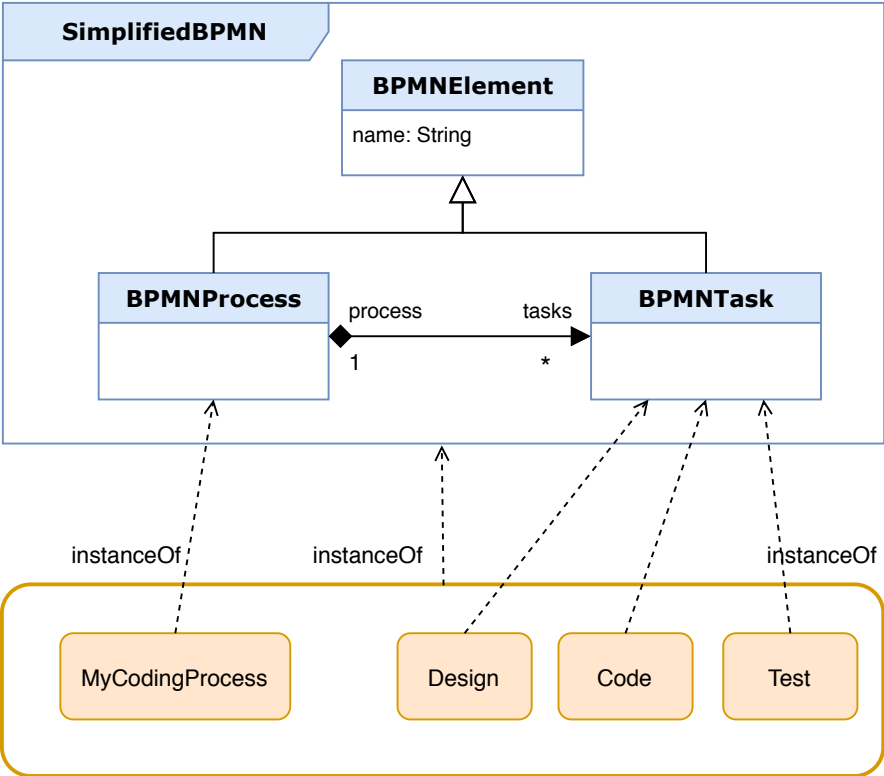 SimplifiedBPMN
BPMNElement
name: String
BPMNProcess
process
tasks
BPMNTask
1
*
instanceOf
instanceOf
instanceOf
MyCodingProcess
Design
Code
Test